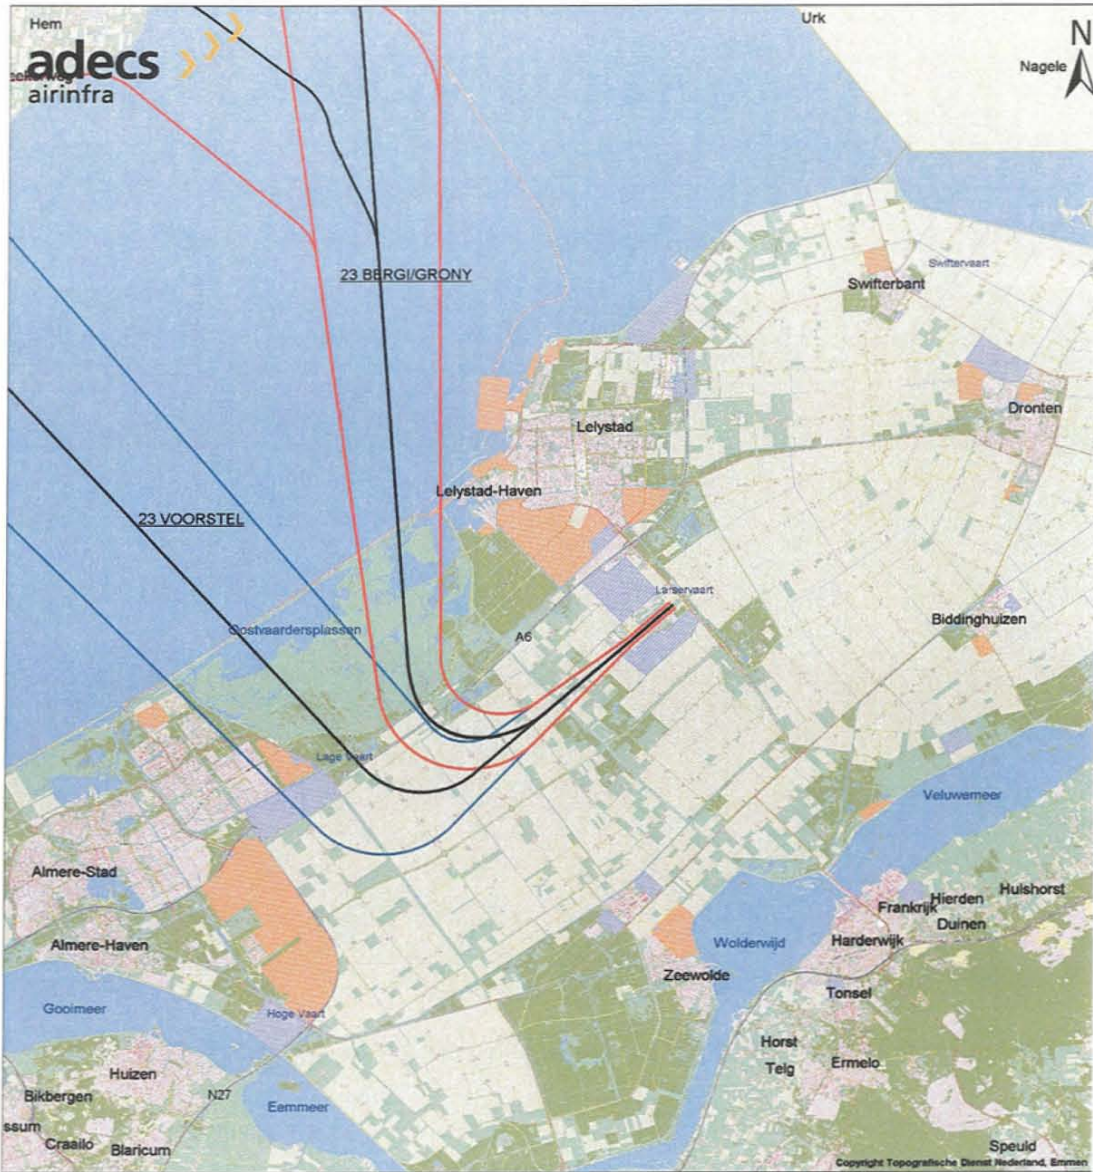 Hem
Urk
N
adecs
Nagele
airinfra
Swiftervaart
23 BERGI/GRONY
Swifterbant
Dronten
Lelystad
Lelystad-Haven
23 VOORSTEL
Larservaart
Biddinghuizen
Oostvaardersplassen
A6
Lage Vaart
Veluwemeer
Almere-Stad
Hierden
Hulshorst
Frankrijk
Duinen
Almere-Haven
Wolderwijd
Harderwijk
Zeewolde
Tonsel
Gooimeer
Hoge Vaart
Horst
Huizen
Telg
Ermelo
Bikbergen
N27
Eemmeer
ssum
Craailo
Blaricum
Speuld
Copyright Topografische Dienst Nederland, Emmen